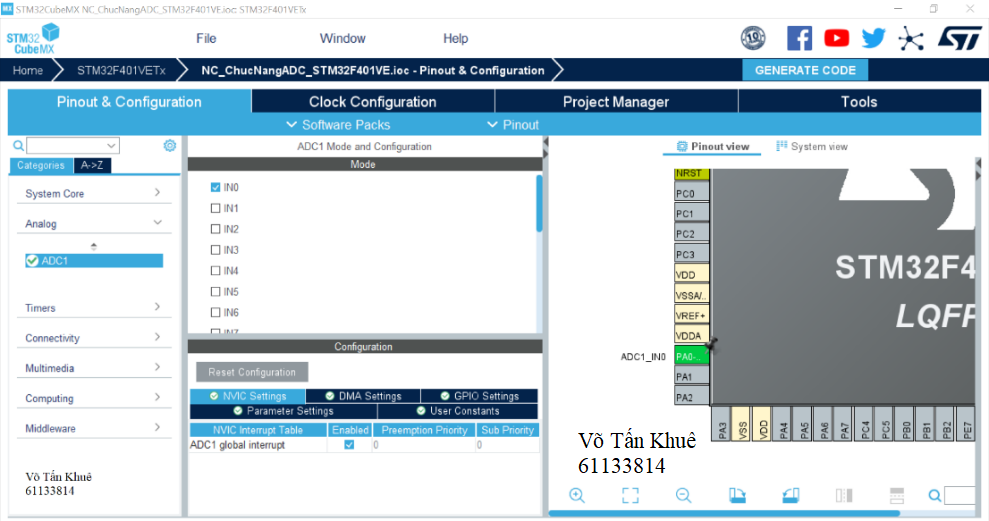 STM32CubeMX NC_ChucNangADC_STM32F401VE.ioc: STM32F401VETx
STM32
CubeMX
File
Window
Help
10
Home
STM32F401VETx
NC_ChucNangADC_STM32F401VE.ioc - Pinout & Configuration
GENERATE CODE
Pinout & Configuration
Clock Configuration
Project Manager
Tools
Software Packs
Pinout
Categories
A->Z
System Core
Analog
ADC1
Timers
Connectivity
Multimedia
Computing
Middleware
Võ Tấn Khuê
61133814
ADC1 Mode and Configuration
Mode
IN0
IN1
IN2
IN3
IN4
IN5
IN6
IN7
Configuration
Reset Configuration
NVIC Settings
DMA Settings
GPIO Settings
Parameter Settings
User Constants
NVIC Interrupt Table
Enabled
Preemption Priority
Sub Priority
ADC1 global interrupt
0
0
Pinout view
System view
NRST
PC0
PC1
PC2
PC3
VDD
VSSA/..
VREF+
VDDA
ADC1_IN0
PA0-..
PA1
PA2
STM32F4
LQFP
PA3
VSS
VDD
PA4
PA5
PA6
PA7
PC4
PC5
PB0
PB1
PB2
PE7
Võ Tấn Khuê
61133814